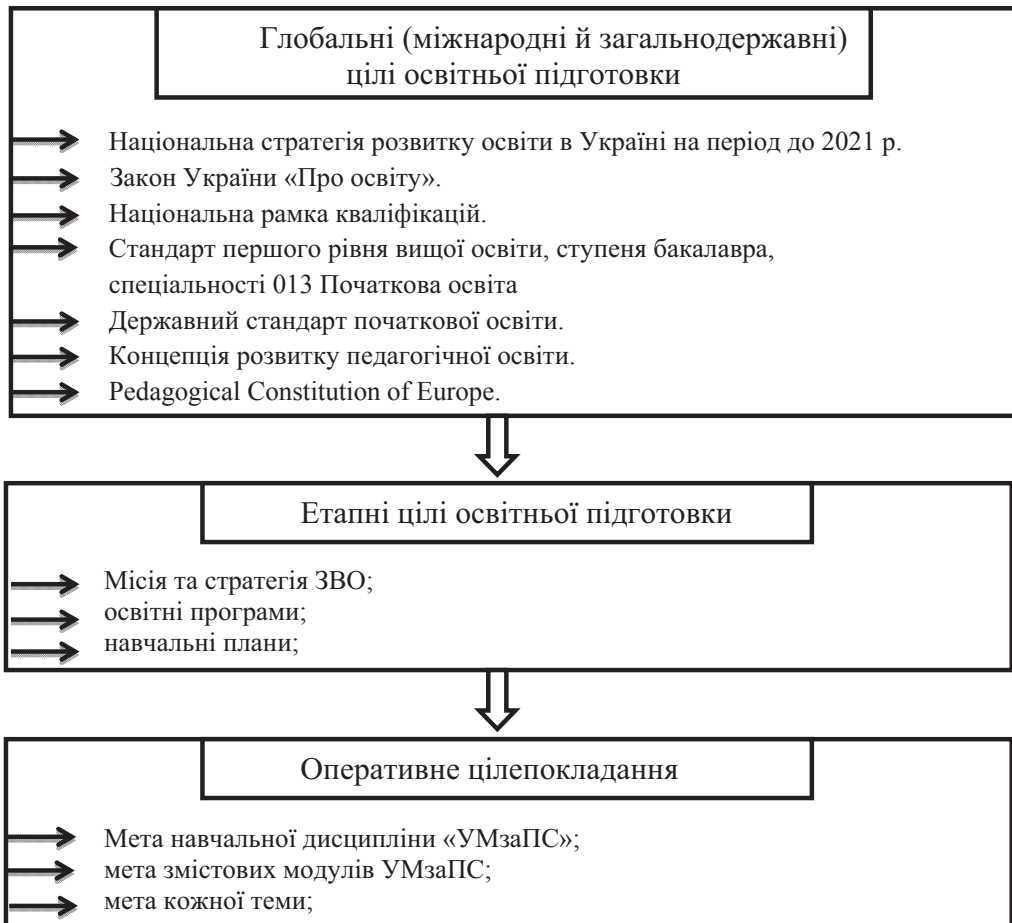 Глобальні (міжнародні й загальнодержавні)
цілі освітньої підготовки
Національна стратегія розвитку освіти в Україні на період до 2021 р.
Закон України «Про освіту».
Національна рамка кваліфікацій.
Стандарт першого рівня вищої освіти, ступеня бакалавра,
спеціальності 013 Початкова освіта
Державний стандарт початкової освіти.
Концепція розвитку педагогічної освіти.
Pedagogical Constitution of Europe.
Етапні цілі освітньої підготовки
Місія та стратегія ЗВО;
освітні програми;
навчальні плани;
Оперативне цілепокладання
Мета навчальної дисципліни «УМзаПС»;
мета змістових модулів УМзаПС;
мета кожної теми;